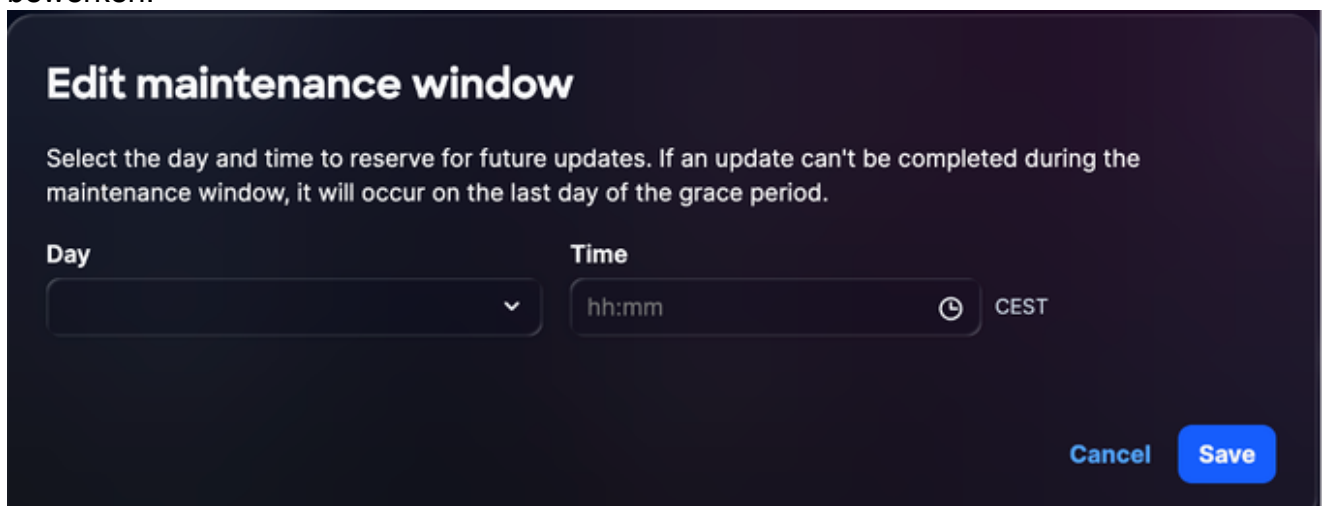 Edit maintenance window
Select the day and time to reserve for future updates. If an update can't be completed during the
maintenance window, it will occur on the last day of the grace period.
Day Time
hh:mm CEST
Cancel Save